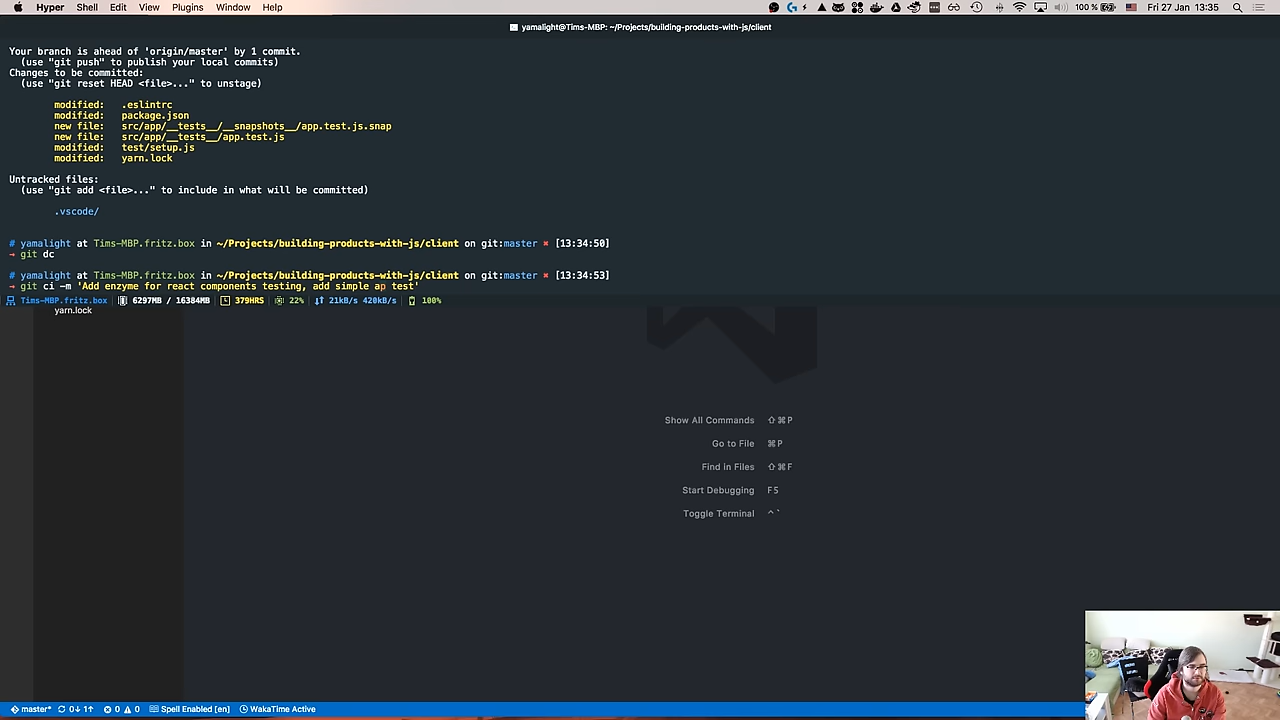 Hyper Shell Edit View Plugins Window Help 100 % Fri 27 Jan 13:35
yamalight@Tims-MBP: ~/Projects/building-products-with-js/client
Your branch is ahead of 'origin/master' by 1 commit.
(use "git push" to publish your local commits)
Changes to be committed:
(use "git reset HEAD <file>..." to unstage)
modified: .eslintrc
modified: package.json
new file: src/app/__tests__/__snapshots__/app.test.js.snap
new file: src/app/__tests__/app.test.js
modified: test/setup.js
modified: yarn.lock
Untracked files:
(use "git add <file>..." to include in what will be committed)
.vscode/
# yamalight at Tims-MBP.fritz.box in ~/Projects/building-products-with-js/client on git:master ✖ [13:34:50]
→ git dc
# yamalight at Tims-MBP.fritz.box in ~/Projects/building-products-with-js/client on git:master ✖ [13:34:53]
→ git ci -m 'Add enzyme for react components testing, add simple ap test'
Tims-MBP.fritz.box 6297MB / 16384MB 379HRS 22% 21kB/s 420kB/s 100%
yarn.lock
Show All Commands ⇧⌘P
Go to File ⌘P
Find in Files ⇧⌘F
Start Debugging F5
Toggle Terminal ^`
master* 0↓ 1↑ 0 0 Spell Enabled [en] WakaTime Active